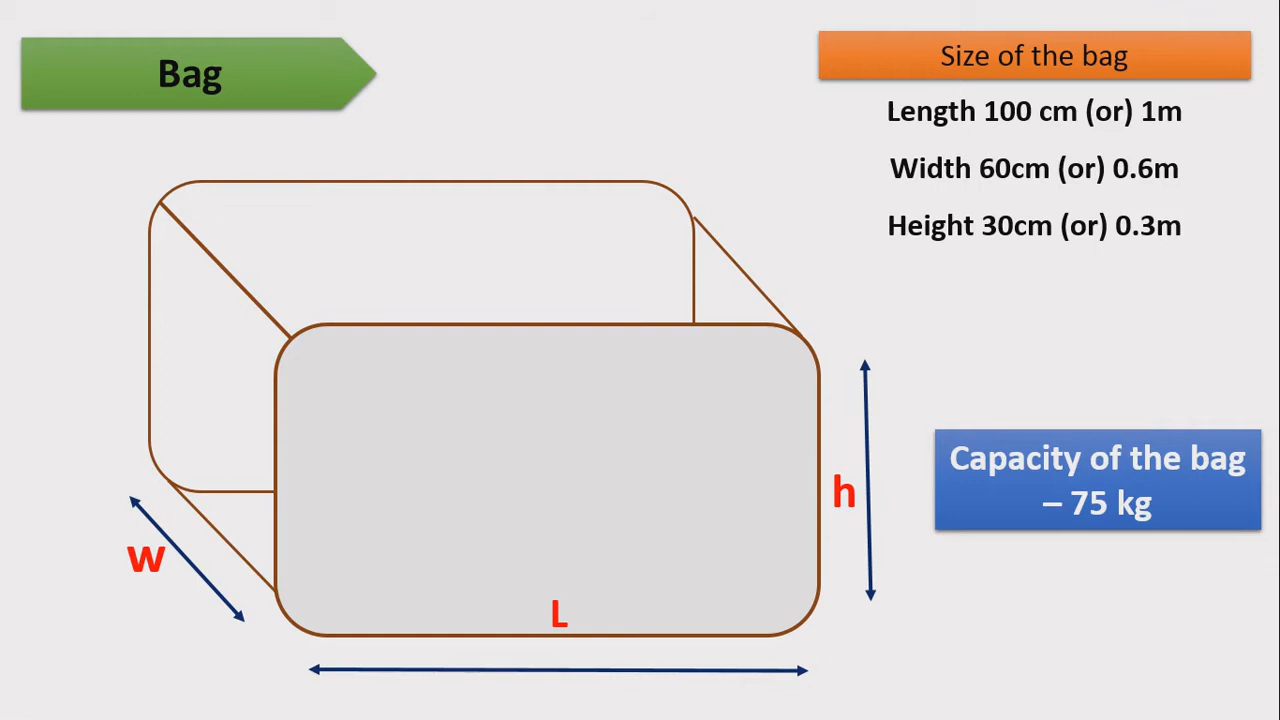 Bag
Size of the bag
Length 100 cm (or) 1m
Width 60cm (or) 0.6m
Height 30cm (or) 0.3m
h
Capacity of the bag
– 75 kg
w
L